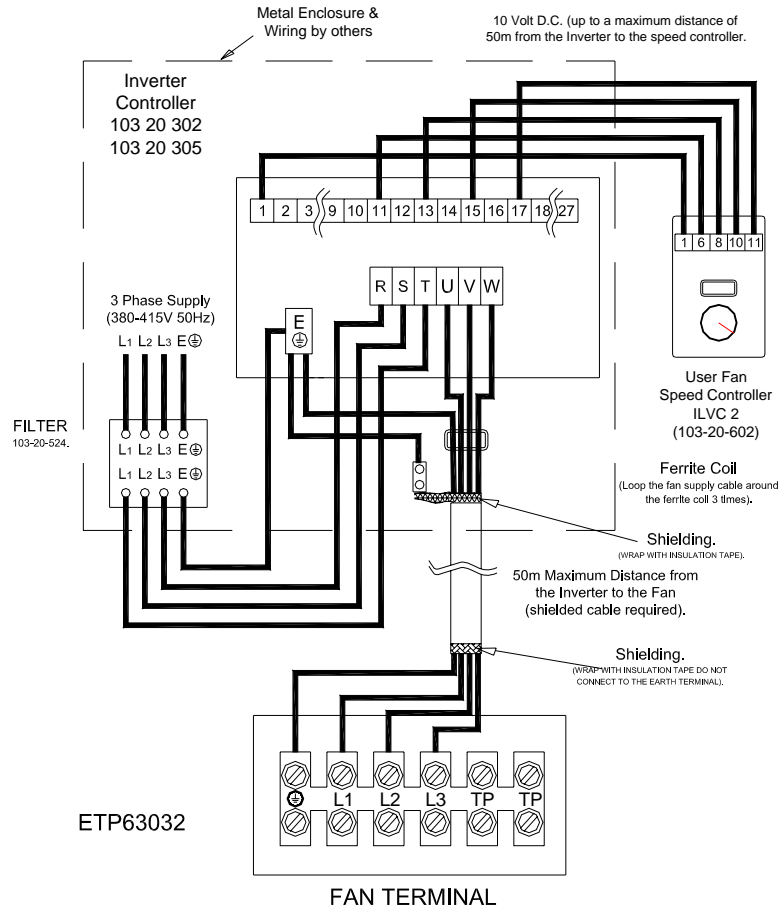 Metal Enclosure &
Wiring by others
10 Volt D.C. (up to a maximum distance of
50m from the Inverter to the speed controller.
Inverter
Controller
103 20 302
103 20 305
1 2 3 9 10 11 12 13 14 15 16 17 18 27
1 6 8 10 11
R S T U V W
E
3 Phase Supply
(380-415V 50Hz)
L1 L2 L3 E
User Fan
Speed Controller
ILVC 2
(103-20-602)
FILTER
103-20-524.
L1 L2 L3 E
L1 L2 L3 E
Ferrite Coil
(Loop the fan supply cable around
the ferrite coll 3 times).
Shielding.
(WRAP WITH INSULATION TAPE).
50m Maximum Distance from
the Inverter to the Fan
(shielded cable required).
Shielding.
(WRAP WITH INSULATION TAPE DO NOT
CONNECT TO THE EARTH TERMINAL).
L1 L2 L3 TP TP
ETP63032
FAN TERMINAL